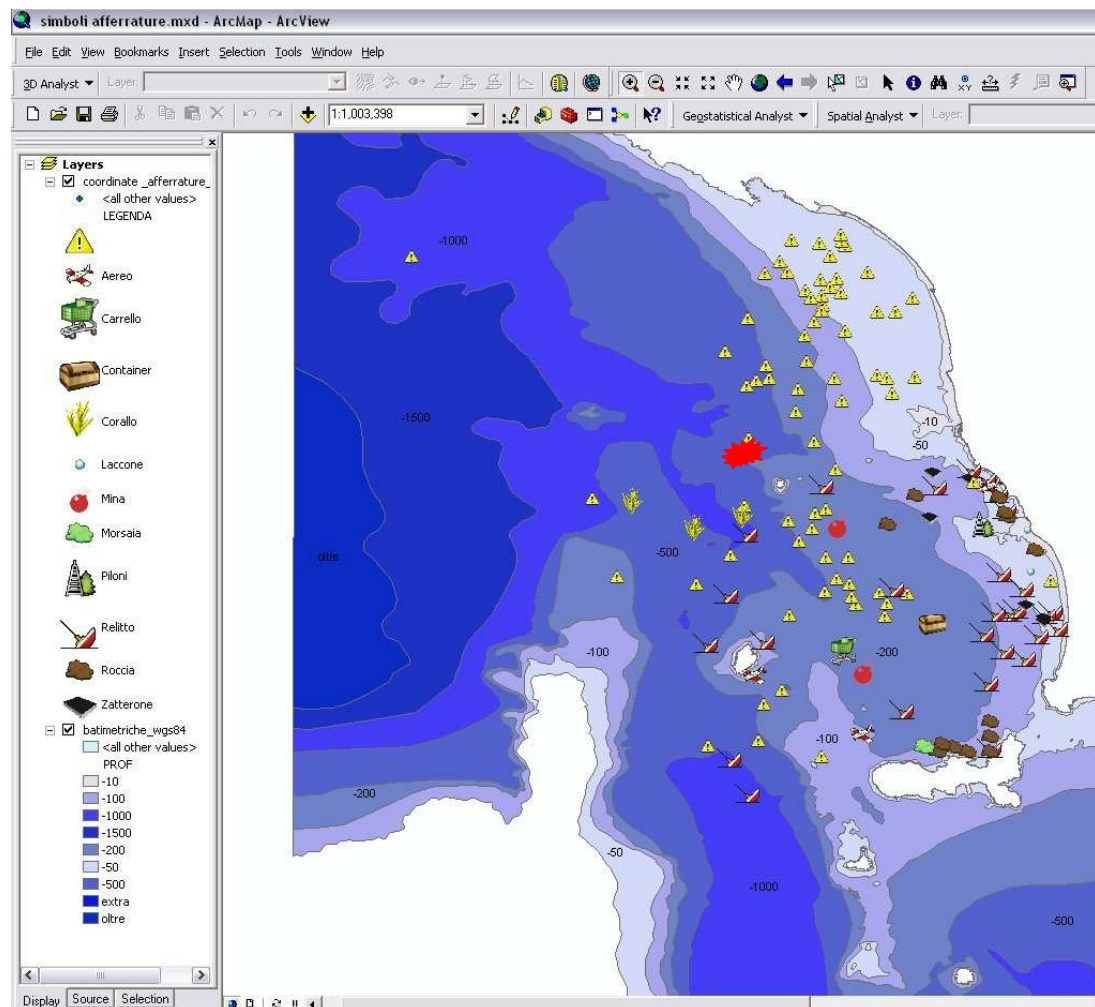 simboli afferrature.mxd - ArcMap - ArcView
File Edit View Bookmarks Insert Selection Tools Window Help
3D Analyst Layer:
1:1,003,398 Geostatistical Analyst Spatial Analyst Layer:
Layers
coordinate _afferrature_
<all other values>
LEGENDA
Aereo
Carrello
Container
Corallo
Laccone
Mina
Morsaia
Piloni
Relitto
Roccia
Zatterone
batimetriche_wgs84
<all other values>
PROF
-10
-100
-1000
-1500
-200
-50
-500
extra
oltre
Display Source Selection
-1000
-1500
-10
-50
oltre
-500
-100
-200
-100
-200
-50
-1000
-500